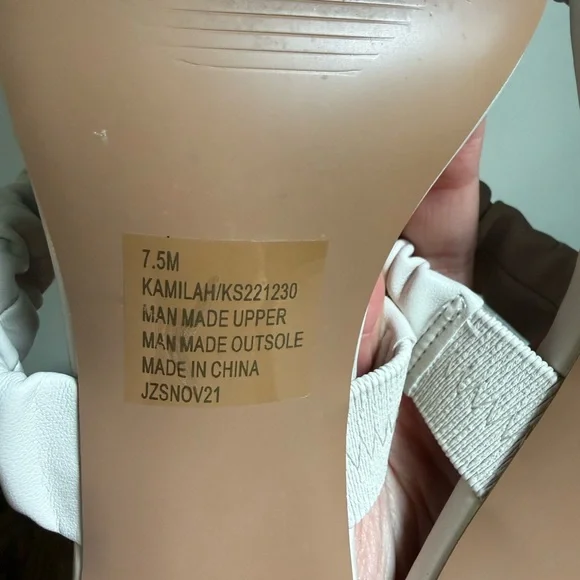 7.5M
KAMILAH/KS221230
MAN MADE UPPER
MAN MADE OUTSOLE
MADE IN CHINA
JZSNOV21